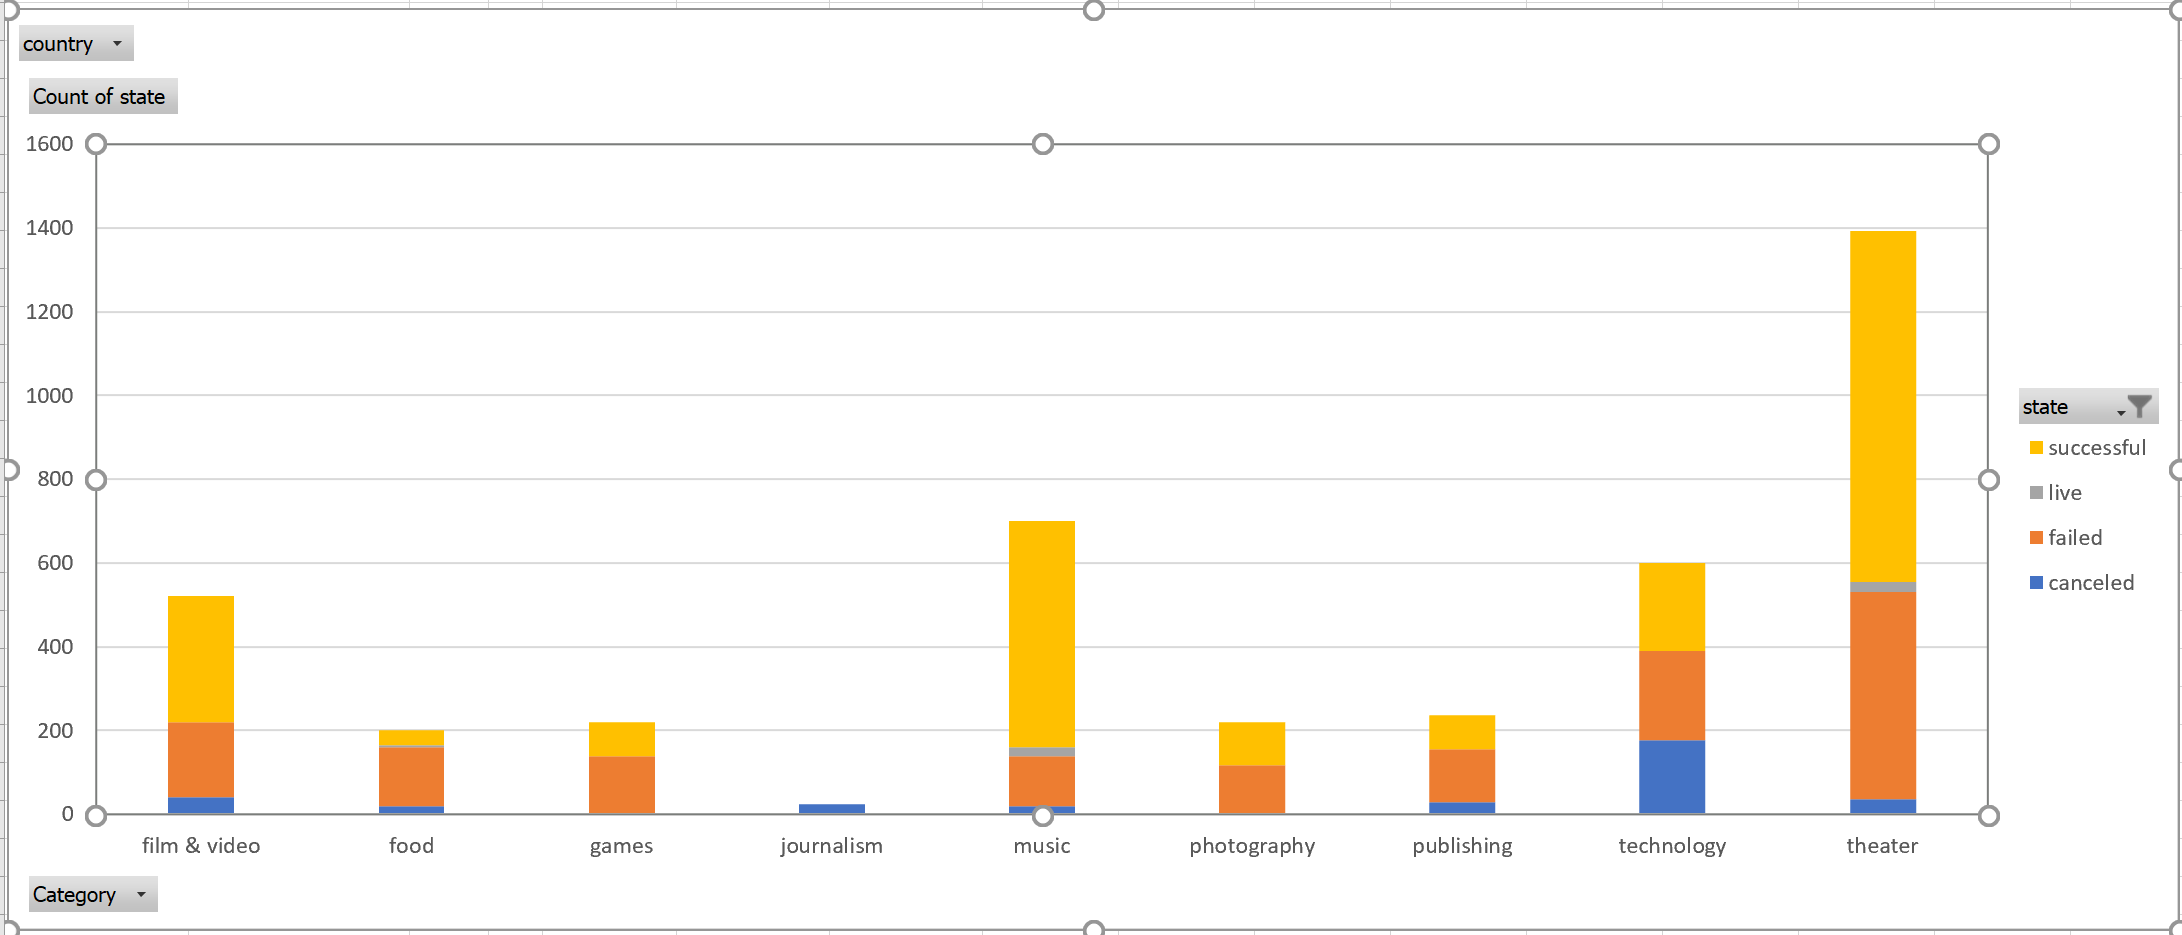 country
Count of state
1600
1400
1200
1000
800
600
400
200
0
film & video food games journalism music photography publishing technology theater
state
successful
live
failed
canceled
Category